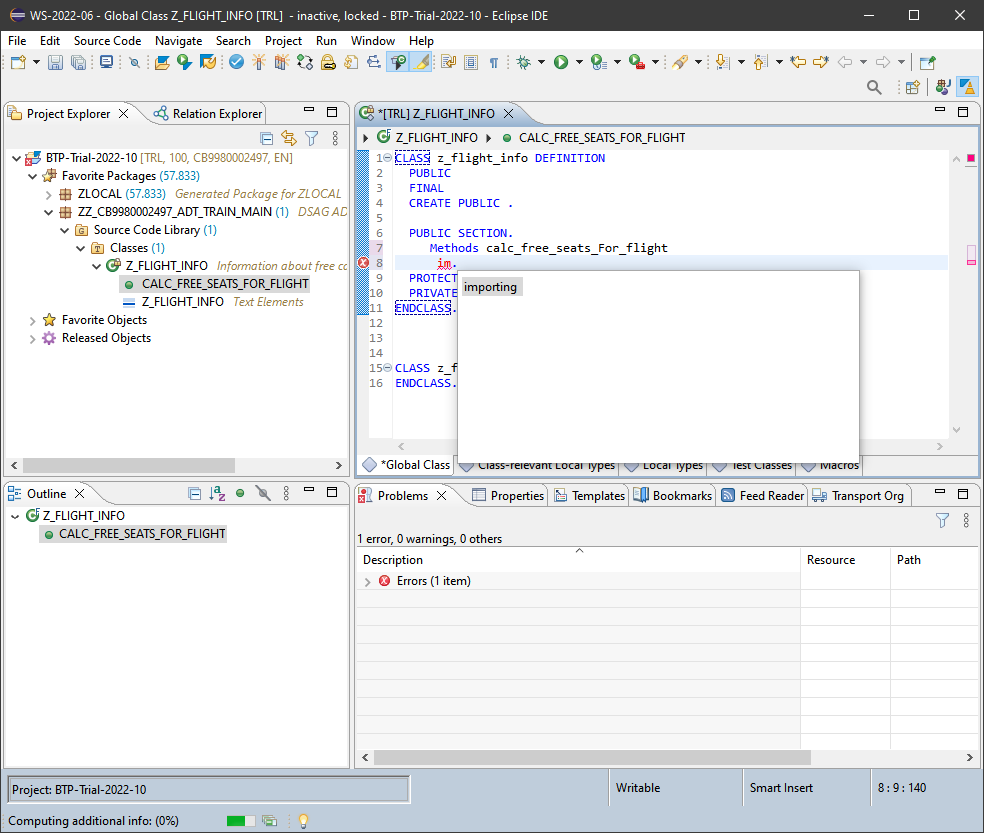 WS-2022-06 - Global Class Z_FLIGHT_INFO [TRL] - inactive, locked - BTP-Trial-2022-10 - Eclipse IDE
File Edit Source Code Navigate Search Project Run Window Help
Project Explorer
Relation Explorer
BTP-Trial-2022-10 [TRL, 100, CB9980002497, EN]
Favorite Packages (57.833)
ZLOCAL (57.833) Generated Package for ZLOCAL
ZZ_CB9980002497_ADT_TRAIN_MAIN (1) DSAG AD
Source Code Library (1)
Classes (1)
Z_FLIGHT_INFO Information about free ca
CALC_FREE_SEATS_FOR_FLIGHT
Z_FLIGHT_INFO Text Elements
Favorite Objects
Released Objects
*[TRL] Z_FLIGHT_INFO
Z_FLIGHT_INFO CALC_FREE_SEATS_FOR_FLIGHT
1 CLASS z_flight_info DEFINITION
2 PUBLIC
3 FINAL
4 CREATE PUBLIC .
5
6 PUBLIC SECTION.
7 Methods calc_free_seats_For_flight
8 im.
9 PROTECT
10 PRIVATE
11 ENDCLASS.
12
13
14
15 CLASS z_f
16 ENDCLASS.
importing
*Global Class Class-relevant Local Types Local Types Test Classes Macros
Outline
Z_FLIGHT_INFO
CALC_FREE_SEATS_FOR_FLIGHT
Problems Properties Templates Bookmarks Feed Reader Transport Org
1 error, 0 warnings, 0 others
Description Resource Path
Errors (1 item)
Project: BTP-Trial-2022-10
Writable Smart Insert 8 : 9 : 140
Computing additional info: (0%)